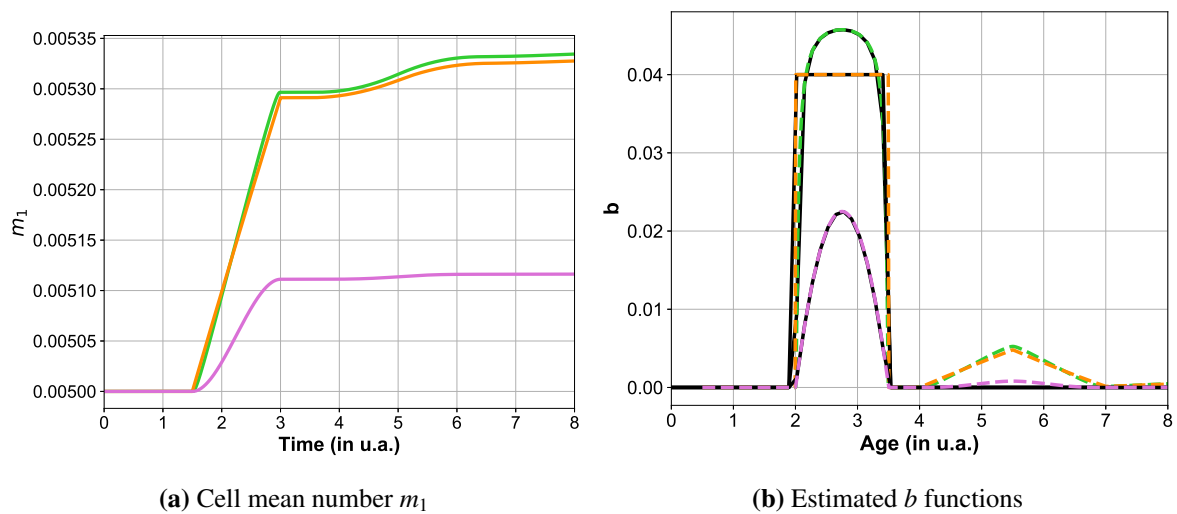 0.00535
0.00530
0.00525
0.00520
0.00515
0.00510
0.00505
0.00500
m₁
0 1 2 3 4 5 6 7 8
Time (in u.a.)
(a) Cell mean number m₁
0.04
0.03
0.02
0.01
0.00
b
0 1 2 3 4 5 6 7 8
Age (in u.a.)
(b) Estimated b functions